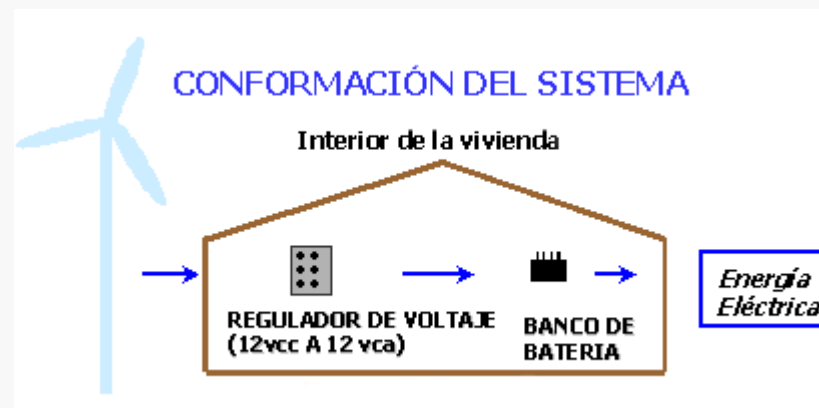 CONFORMACIÓN DEL SISTEMA
Interior de la vivienda
REGULADOR DE VOLTAJE
(12vcc A 12 vca)
BANCO DE
BATERIA
Energía
Eléctrica